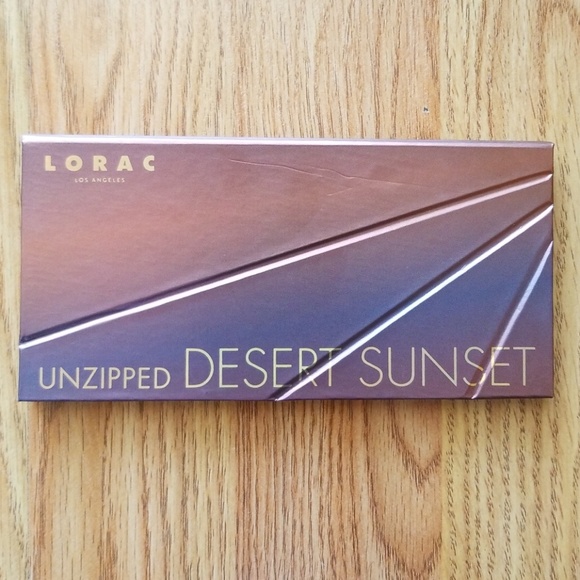 LORAC
LOS ANGELES
UNZIPPED DESERT SUNSET